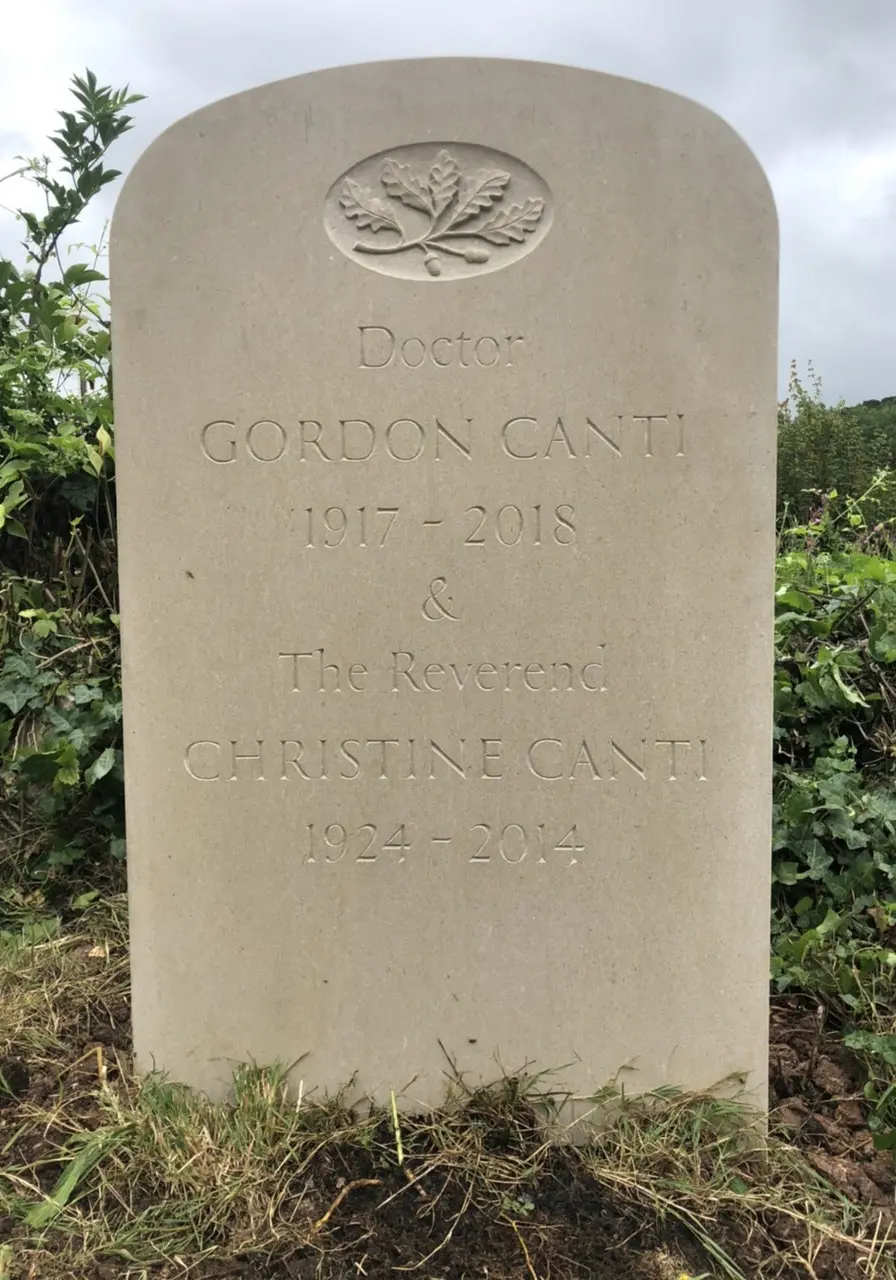 Doctor
GORDON CANTI
1917 - 2018
&
The Reverend
CHRISTINE CANTI
1924 - 2014